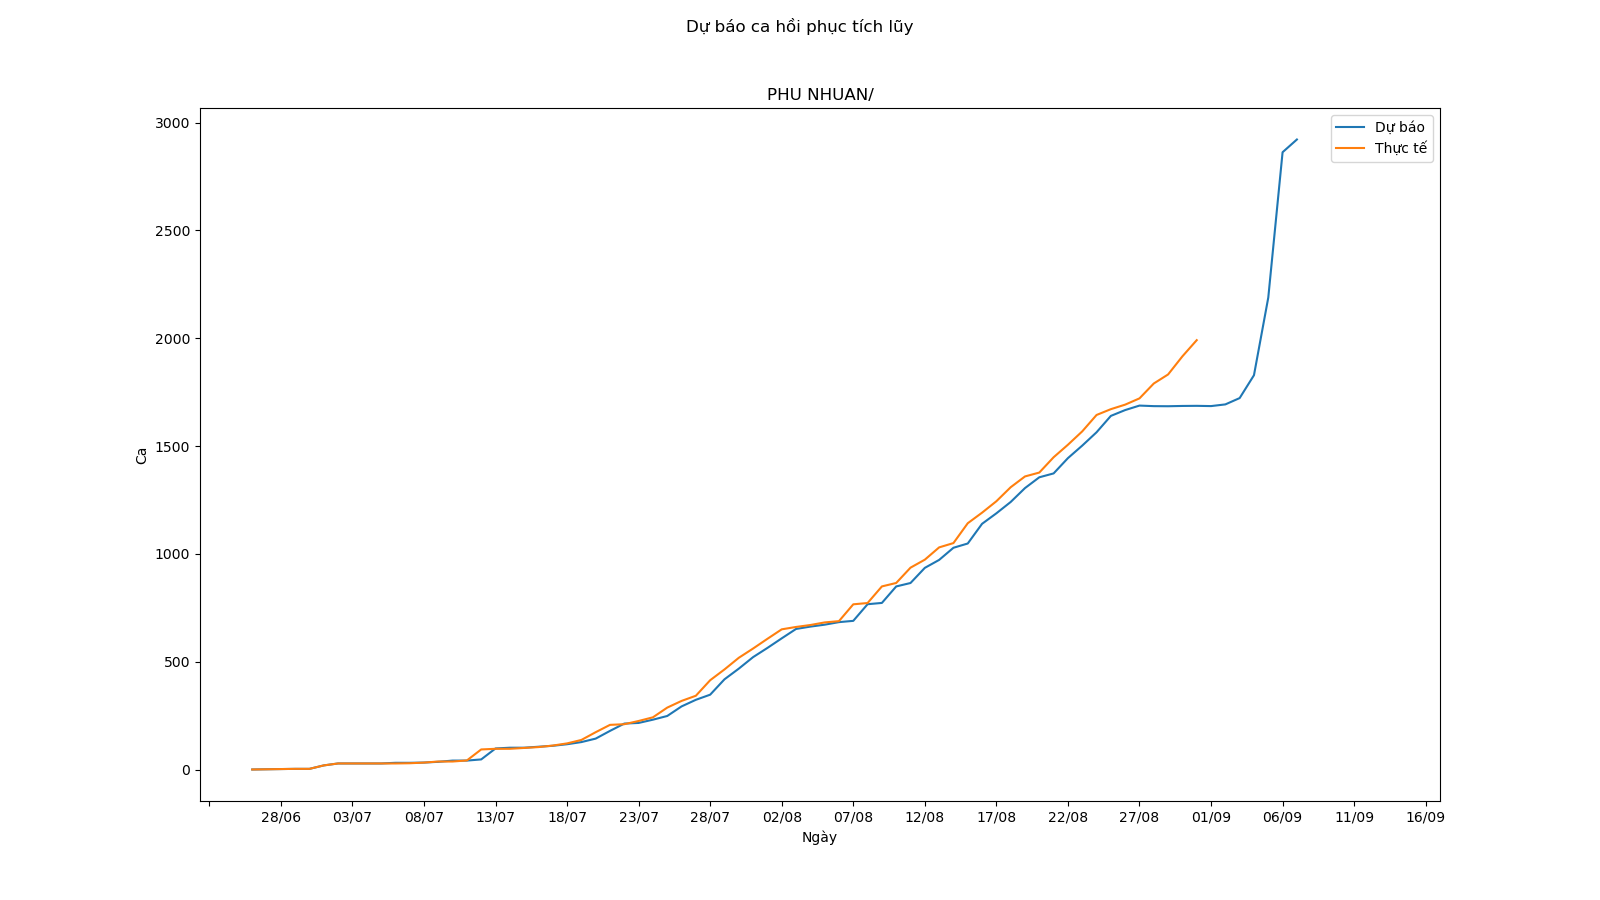 Dự báo ca hồi phục tích lũy
PHU NHUAN/
Dự báo
Thực tế
3000
2500
2000
1500
1000
500
0
Ca
28/06 03/07 08/07 13/07 18/07 23/07 28/07 02/08 07/08 12/08 17/08 22/08 27/08 01/09 06/09 11/09 16/09
Ngày